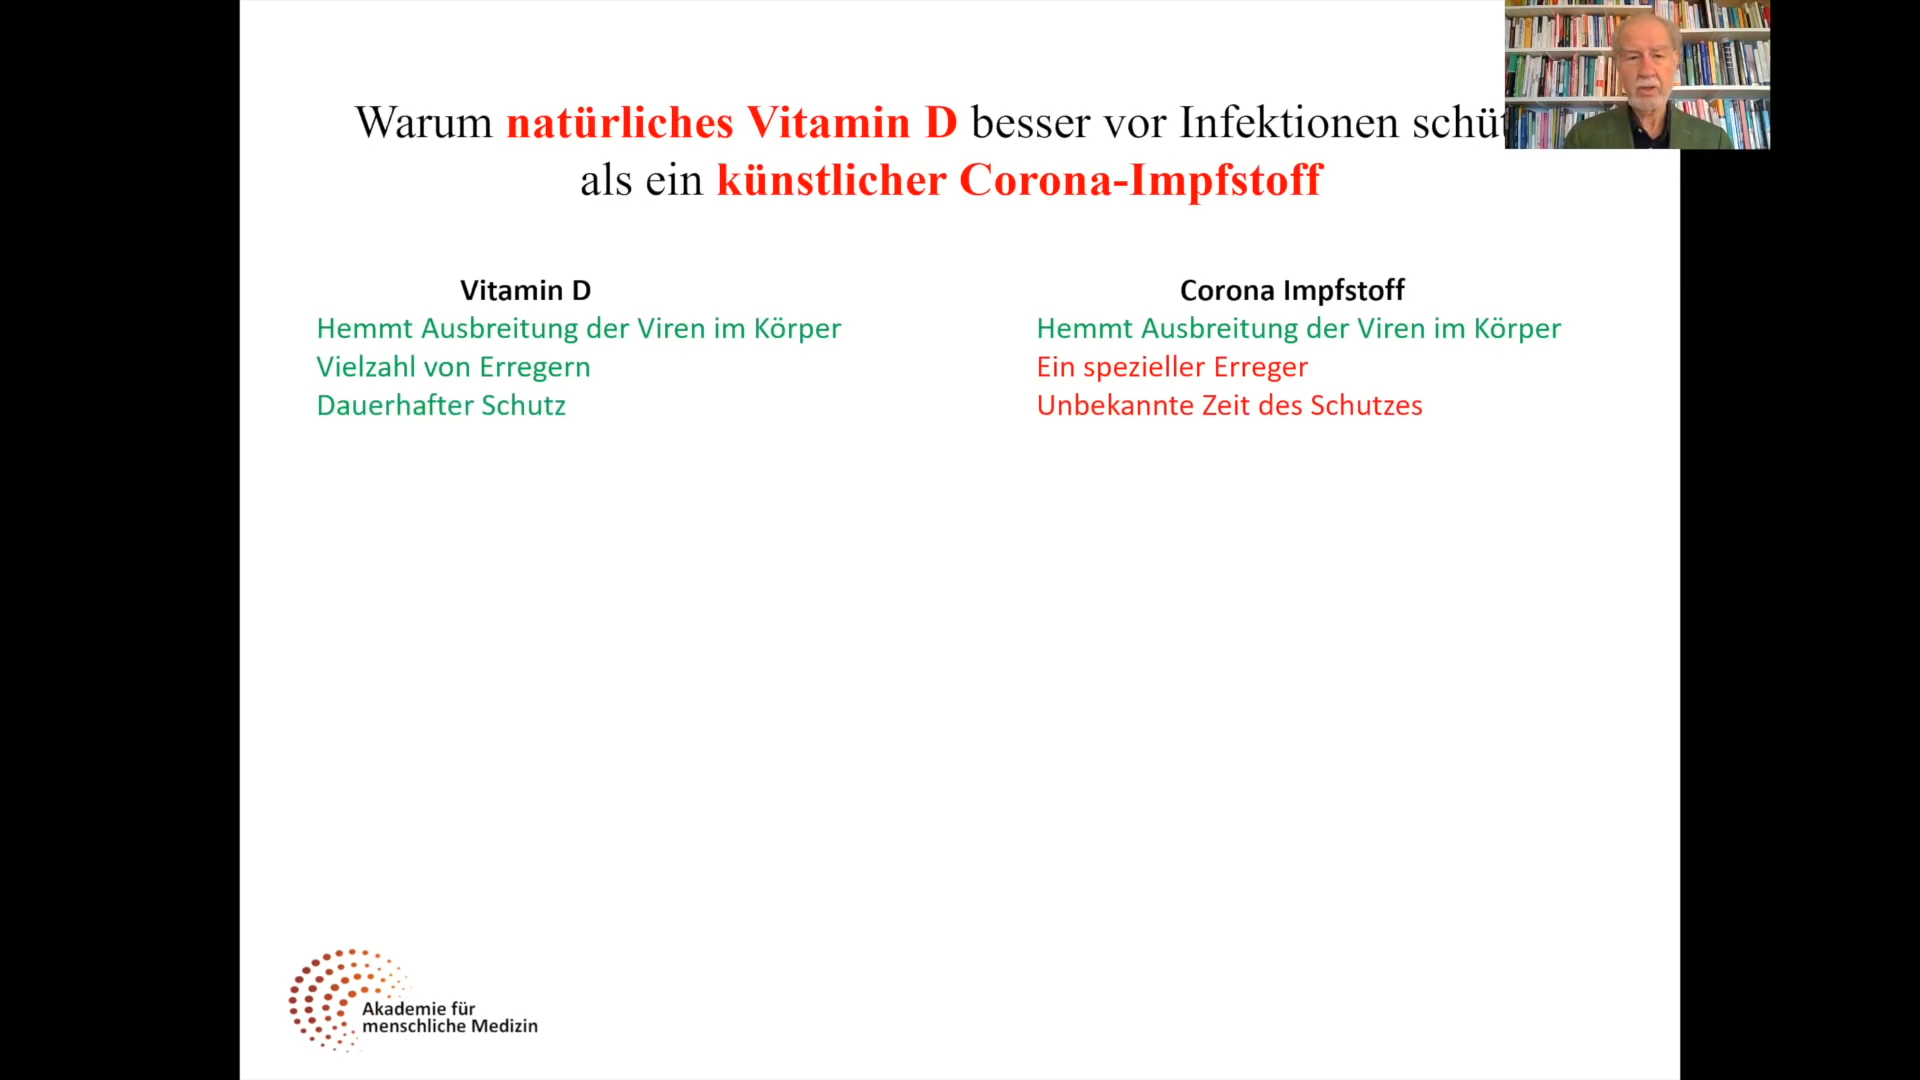 Warum natürliches Vitamin D besser vor Infektionen
als ein künstlicher Corona-Impfstoff
Vitamin D
Hemmt Ausbreitung der Viren im Körper
Vielzahl von Erregern
Dauerhafter Schutz
Corona Impfstoff
Hemmt Ausbreitung der Viren im Körper
Ein spezieller Erreger
Unbekannte Zeit des Schutzes
Akademie für
menschliche Medizin